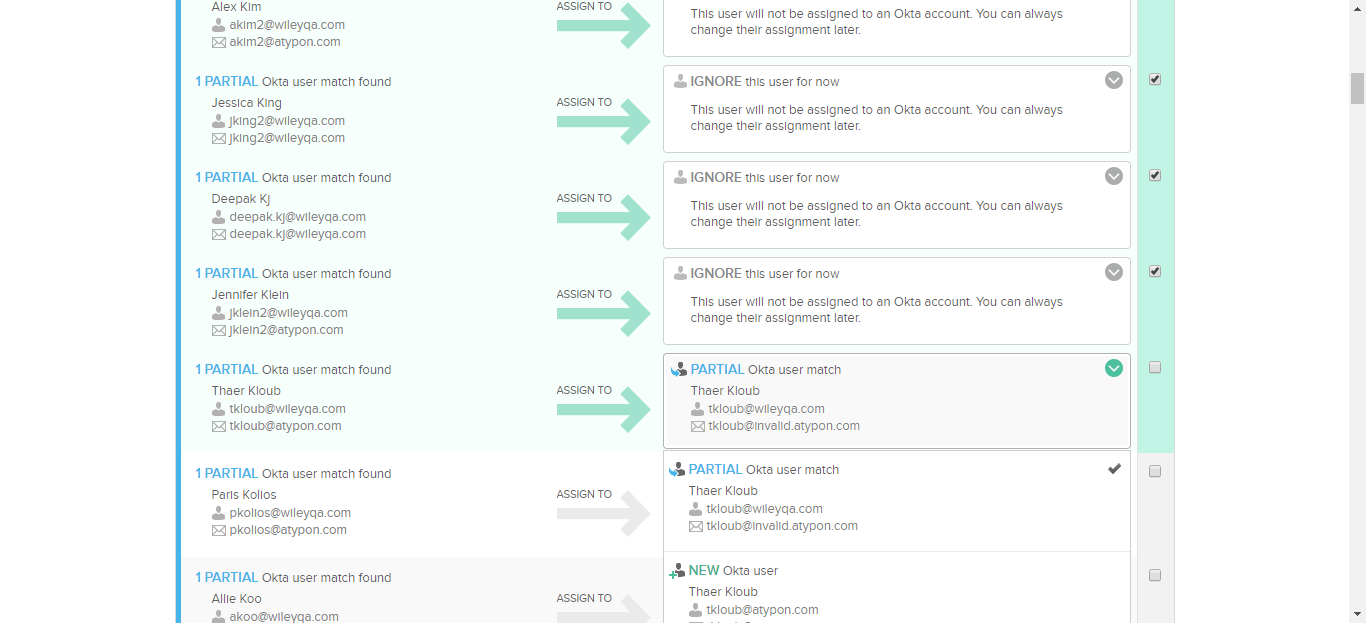 Alex Kim
akim2@wileyqa.com
akim2@atypon.com
ASSIGN TO
This user will not be assigned to an Okta account. You can always
change their assignment later.
1 PARTIAL Okta user match found
Jessica King
jking2@wileyqa.com
jking2@wileyqa.com
ASSIGN TO
IGNORE this user for now
This user will not be assigned to an Okta account. You can always
change their assignment later.
1 PARTIAL Okta user match found
Deepak Kj
deepak.kj@wileyqa.com
deepak.kj@wileyqa.com
ASSIGN TO
IGNORE this user for now
This user will not be assigned to an Okta account. You can always
change their assignment later.
1 PARTIAL Okta user match found
Jennifer Klein
jklein2@wileyqa.com
jklein2@atypon.com
ASSIGN TO
IGNORE this user for now
This user will not be assigned to an Okta account. You can always
change their assignment later.
1 PARTIAL Okta user match found
Thaer Kloub
tkloub@wileyqa.com
tkloub@atypon.com
ASSIGN TO
PARTIAL Okta user match
Thaer Kloub
tkloub@wileyqa.com
tkloub@invalid.atypon.com
1 PARTIAL Okta user match found
Paris Kolios
pkolios@wileyqa.com
pkolios@atypon.com
ASSIGN TO
PARTIAL Okta user match
Thaer Kloub
tkloub@wileyqa.com
tkloub@invalid.atypon.com
1 PARTIAL Okta user match found
Allie Koo
akoo@wileyqa.com
ASSIGN TO
NEW Okta user
Thaer Kloub
tkloub@atypon.com